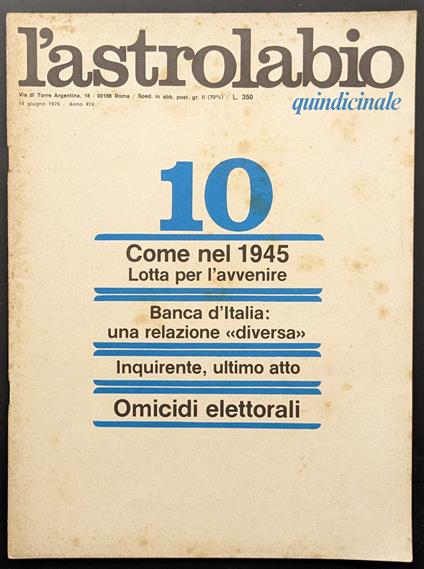 l'astrolabio
quindicinale
Via di Torre Argentina, 18 - 00186 Roma / Sped. in abb. post. gr. II (70%) / L. 350
14 giugno 1976 / Anno XIV
10
Come nel 1945
Lotta per l'avvenire
Banca d'Italia:
una relazione «diversa»
Inquirente, ultimo atto
Omicidi elettorali